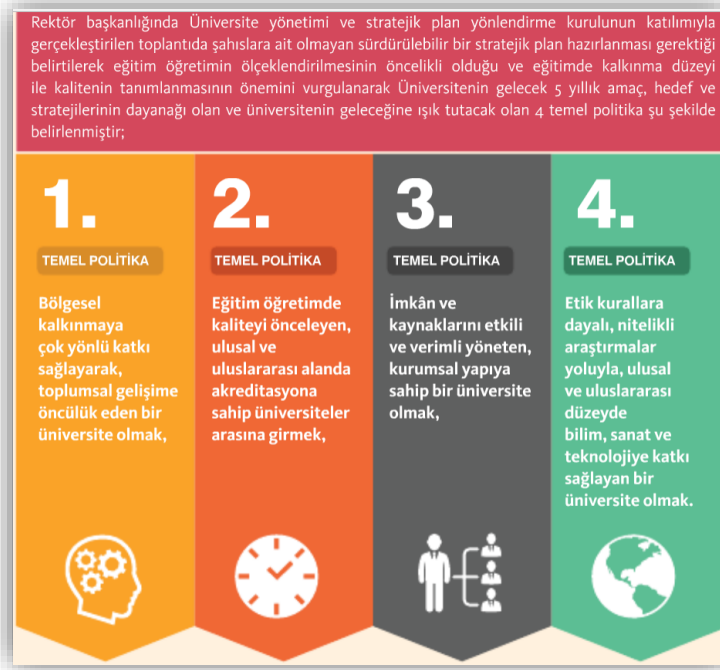 Rektör başkanlığında Üniversite yönetimi ve stratejik plan yönlendirme kurulunun katılımıyla
gerçekleştirilen toplantıda şahıslara ait olmayan sürdürülebilir bir stratejik plan hazırlanması gerektiği
belirtilerek eğitim öğretimin ölçeklendirilmesinin öncelikli olduğu ve eğitimde kalkınma düzeyi
ile kalitenin tanımlanmasının önemini vurgulanarak Üniversitenin gelecek 5 yıllık amaç, hedef ve
stratejilerinin dayanağı olan ve üniversitenin geleceğine ışık tutacak olan 4 temel politika şu şekilde
belirlenmiştir;
1.
TEMEL POLİTİKA
Bölgesel
kalkınmaya
çok yönlü katkı
sağlayarak,
toplumsal gelişime
öncülük eden bir
üniversite olmak,
2.
TEMEL POLİTİKA
Eğitim öğretimde
kaliteyi önceleyen,
ulusal ve
uluslararası alanda
akreditasyona
sahip üniversiteler
arasına girmek,
3.
TEMEL POLİTİKA
İmkân ve
kaynaklarını etkili
ve verimli yöneten,
kurumsal yapıya
sahip bir üniversite
olmak,
4.
TEMEL POLİTİKA
Etik kurallara
dayalı, nitelikli
araştırmalar
yoluyla, ulusal
ve uluslararası
düzeyde
bilim, sanat ve
teknolojiye katkı
sağlayan bir
üniversite olmak.